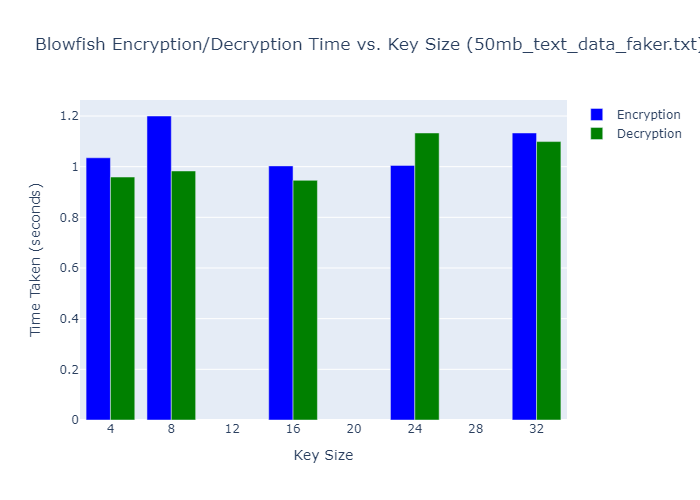 Blowfish Encryption/Decryption Time vs. Key Size (50mb_text_data_faker.txt)
Encryption
Decryption
1.2
1
0.8
0.6
0.4
0.2
0
Time Taken (seconds)
4 8 12 16 20 24 28 32
Key Size